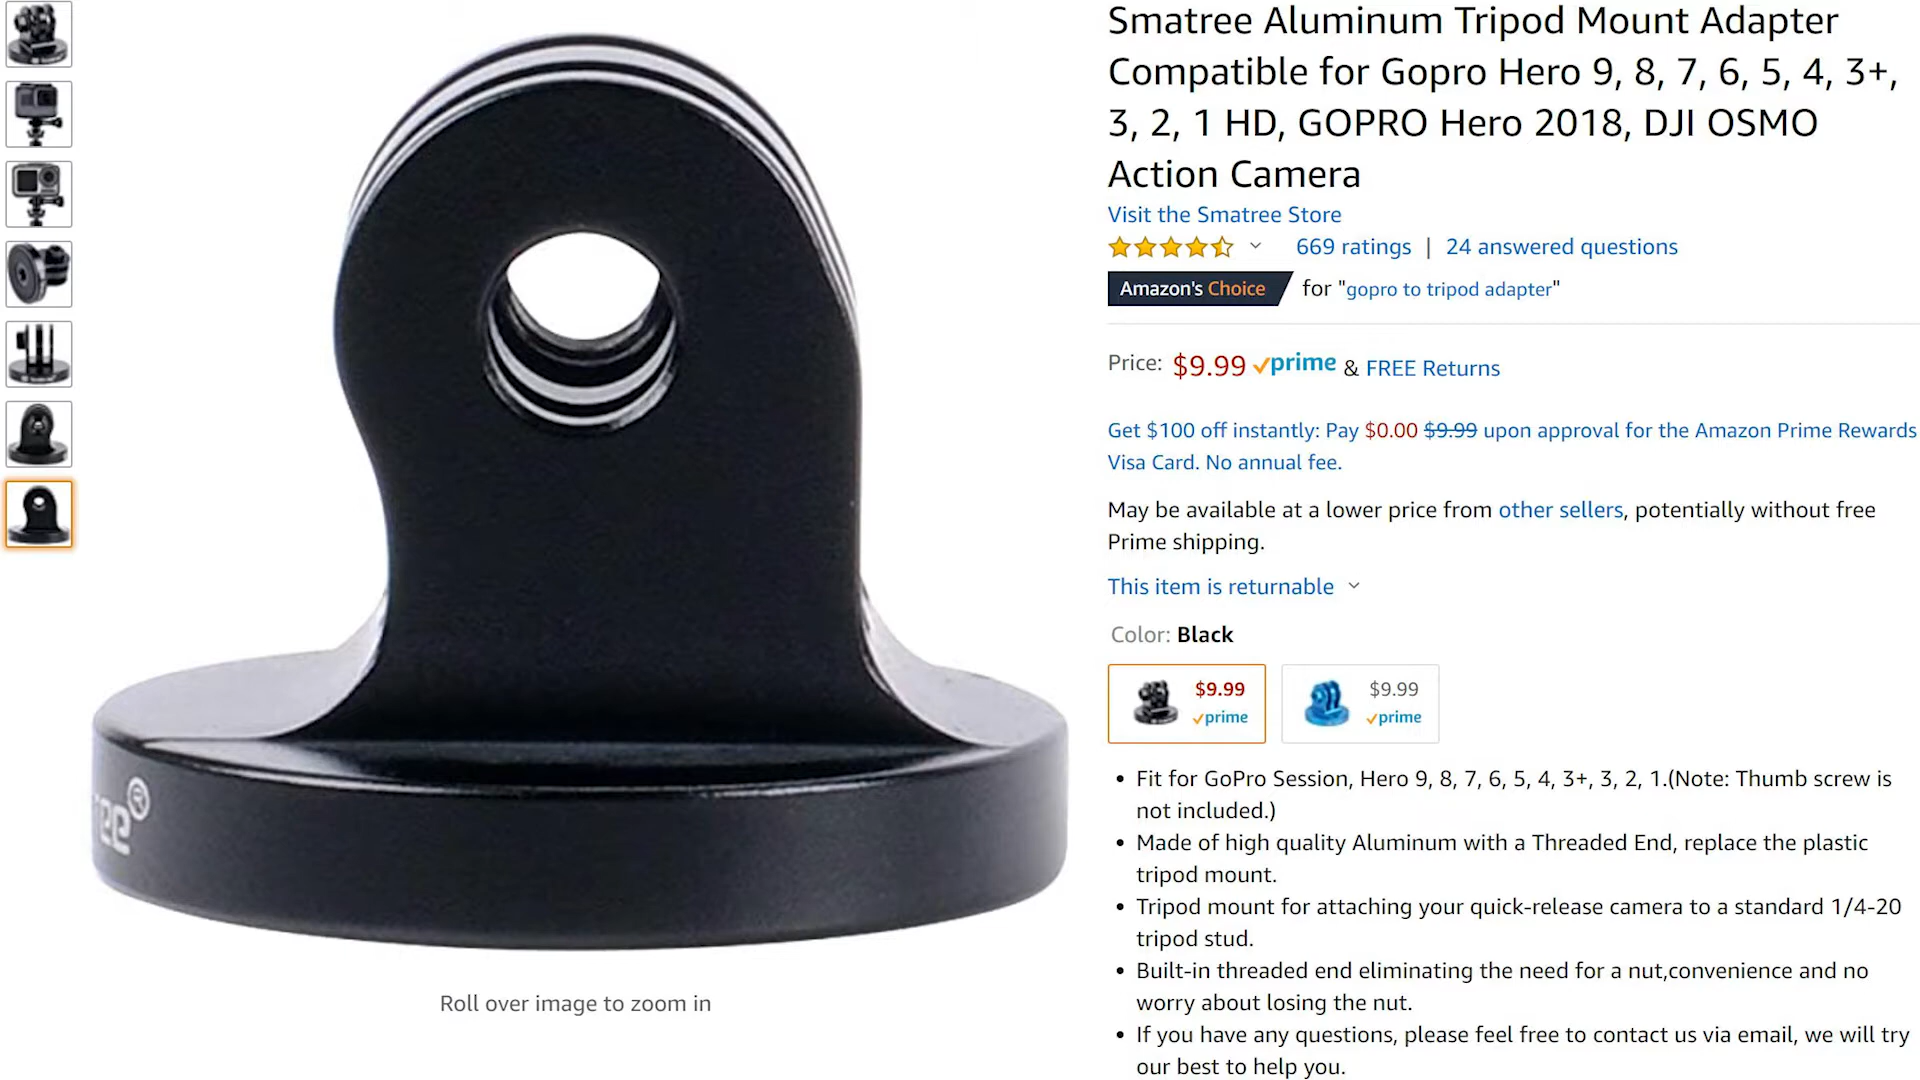 Smatree Aluminum Tripod Mount Adapter
Compatible for Gopro Hero 9, 8, 7, 6, 5, 4, 3+,
3, 2, 1 HD, GOPRO Hero 2018, DJI OSMO
Action Camera
Visit the Smatree Store
669 ratings | 24 answered questions
Amazon's Choice for "gopro to tripod adapter"
Price: $9.99 prime & FREE Returns
Get $100 off instantly: Pay $0.00 $9.99 upon approval for the Amazon Prime Rewards
Visa Card. No annual fee.
May be available at a lower price from other sellers, potentially without free
Prime shipping.
This item is returnable
Color: Black
$9.99 $9.99
prime prime
• Fit for GoPro Session, Hero 9, 8, 7, 6, 5, 4, 3+, 3, 2, 1.(Note: Thumb screw is
not included.)
• Made of high quality Aluminum with a Threaded End, replace the plastic
tripod mount.
• Tripod mount for attaching your quick-release camera to a standard 1/4-20
tripod stud.
• Built-in threaded end eliminating the need for a nut,convenience and no
worry about losing the nut.
• If you have any questions, please feel free to contact us via email, we will try
our best to help you.
ree®
Roll over image to zoom in